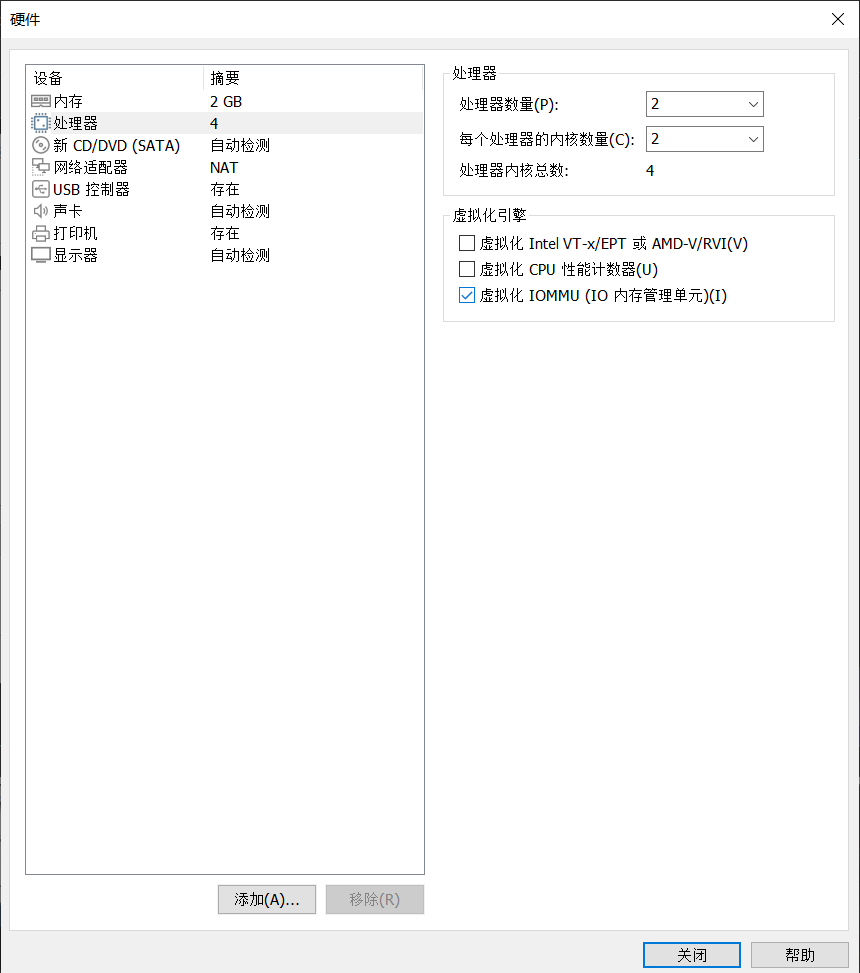 硬件
设备 摘要
内存 2 GB
处理器 4
新 CD/DVD (SATA) 自动检测
网络适配器 NAT
USB 控制器 存在
声卡 自动检测
打印机 存在
显示器 自动检测
添加(A)... 移除(R)
处理器
处理器数量(P): 2
每个处理器的内核数量(C): 2
处理器内核总数: 4
虚拟化引擎
虚拟化 Intel VT-x/EPT 或 AMD-V/RVI(V)
虚拟化 CPU 性能计数器(U)
虚拟化 IOMMU (IO 内存管理单元)(I)
关闭 帮助